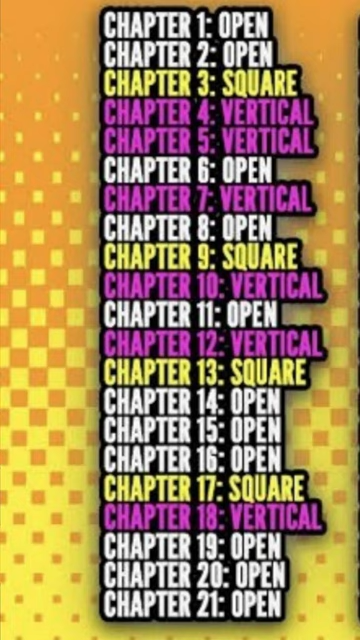 CHAPTER 1: OPEN
CHAPTER 2: OPEN
CHAPTER 3: SQUARE
CHAPTER 4: VERTICAL
CHAPTER 5: VERTICAL
CHAPTER 6: OPEN
CHAPTER 7: VERTICAL
CHAPTER 8: OPEN
CHAPTER 9: SQUARE
CHAPTER 10: VERTICAL
CHAPTER 11: OPEN
CHAPTER 12: VERTICAL
CHAPTER 13: SQUARE
CHAPTER 14: OPEN
CHAPTER 15: OPEN
CHAPTER 16: OPEN
CHAPTER 17: SQUARE
CHAPTER 18: VERTICAL
CHAPTER 19: OPEN
CHAPTER 20: OPEN
CHAPTER 21: OPEN